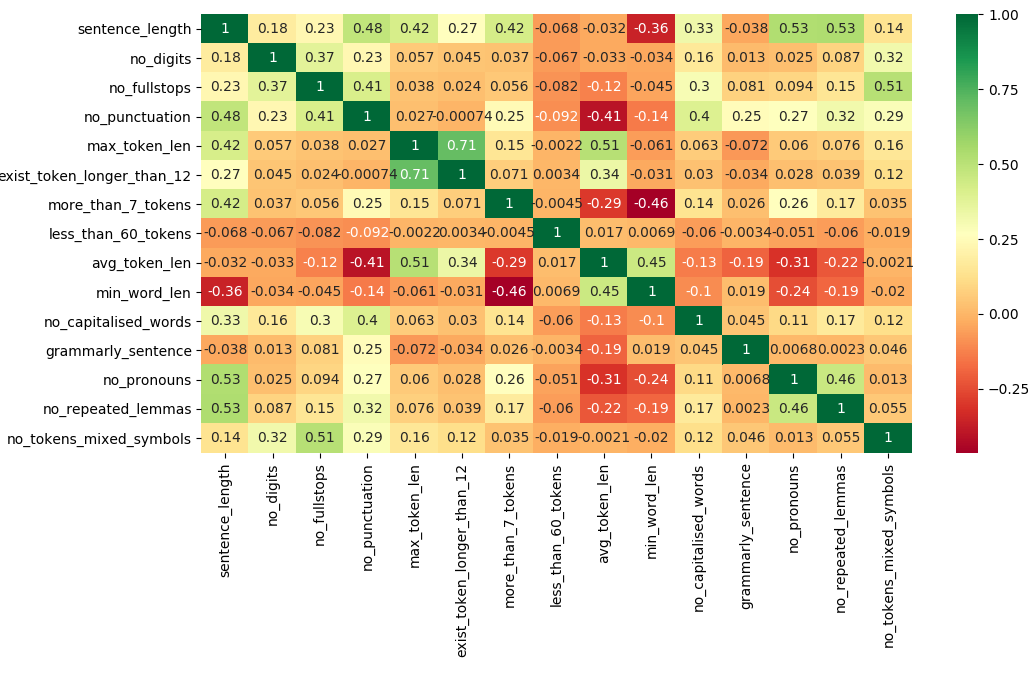 sentence_length 1 0.18 0.23 0.48 0.42 0.27 0.42 -0.068 -0.032 -0.36 0.33 -0.038 0.53 0.53 0.14
no_digits 0.18 1 0.37 0.23 0.057 0.045 0.037 -0.067 -0.033 -0.034 0.16 0.013 0.025 0.087 0.32
no_fullstops 0.23 0.37 1 0.41 0.038 0.024 0.056 -0.082 -0.12 -0.045 0.3 0.081 0.094 0.15 0.51
no_punctuation 0.48 0.23 0.41 1 0.027 -0.00074 0.25 -0.092 -0.41 -0.14 0.4 0.25 0.27 0.32 0.29
max_token_len 0.42 0.057 0.038 0.027 1 0.71 0.15 -0.0022 0.51 -0.061 0.063 -0.072 0.06 0.076 0.16
exist_token_longer_than_12 0.27 0.045 0.024 -0.00074 0.71 1 0.071 0.0034 0.34 -0.031 0.03 -0.034 0.028 0.039 0.12
more_than_7_tokens 0.42 0.037 0.056 0.25 0.15 0.071 1 -0.0045 -0.29 -0.46 0.14 0.026 0.26 0.17 0.035
less_than_60_tokens -0.068 -0.067 -0.082 -0.092 -0.0022 0.0034 -0.0045 1 0.017 0.0069 -0.06 -0.0034 -0.051 -0.06 -0.019
avg_token_len -0.032 -0.033 -0.12 -0.41 0.51 0.34 -0.29 0.017 1 0.45 -0.13 -0.19 -0.31 -0.22 -0.0021
min_word_len -0.36 -0.034 -0.045 -0.14 -0.061 -0.031 -0.46 0.0069 0.45 1 -0.1 0.019 -0.24 -0.19 -0.02
no_capitalised_words 0.33 0.16 0.3 0.4 0.063 0.03 0.14 -0.06 -0.13 -0.1 1 0.045 0.11 0.17 0.12
grammarly_sentence -0.038 0.013 0.081 0.25 -0.072 -0.034 0.026 -0.0034 -0.19 0.019 0.045 1 0.0068 0.0023 0.046
no_pronouns 0.53 0.025 0.094 0.27 0.06 0.028 0.26 -0.051 -0.31 -0.24 0.11 0.0068 1 0.46 0.013
no_repeated_lemmas 0.53 0.087 0.15 0.32 0.076 0.039 0.17 -0.06 -0.22 -0.19 0.17 0.0023 0.46 1 0.055
no_tokens_mixed_symbols 0.14 0.32 0.51 0.29 0.16 0.12 0.035 -0.019 -0.0021 -0.02 0.12 0.046 0.013 0.055 1
sentence_length
no_digits
no_fullstops
no_punctuation
max_token_len
exist_token_longer_than_12
more_than_7_tokens
less_than_60_tokens
avg_token_len
min_word_len
no_capitalised_words
grammarly_sentence
no_pronouns
no_repeated_lemmas
no_tokens_mixed_symbols
1.00
0.75
0.50
0.25
0.00
−0.25